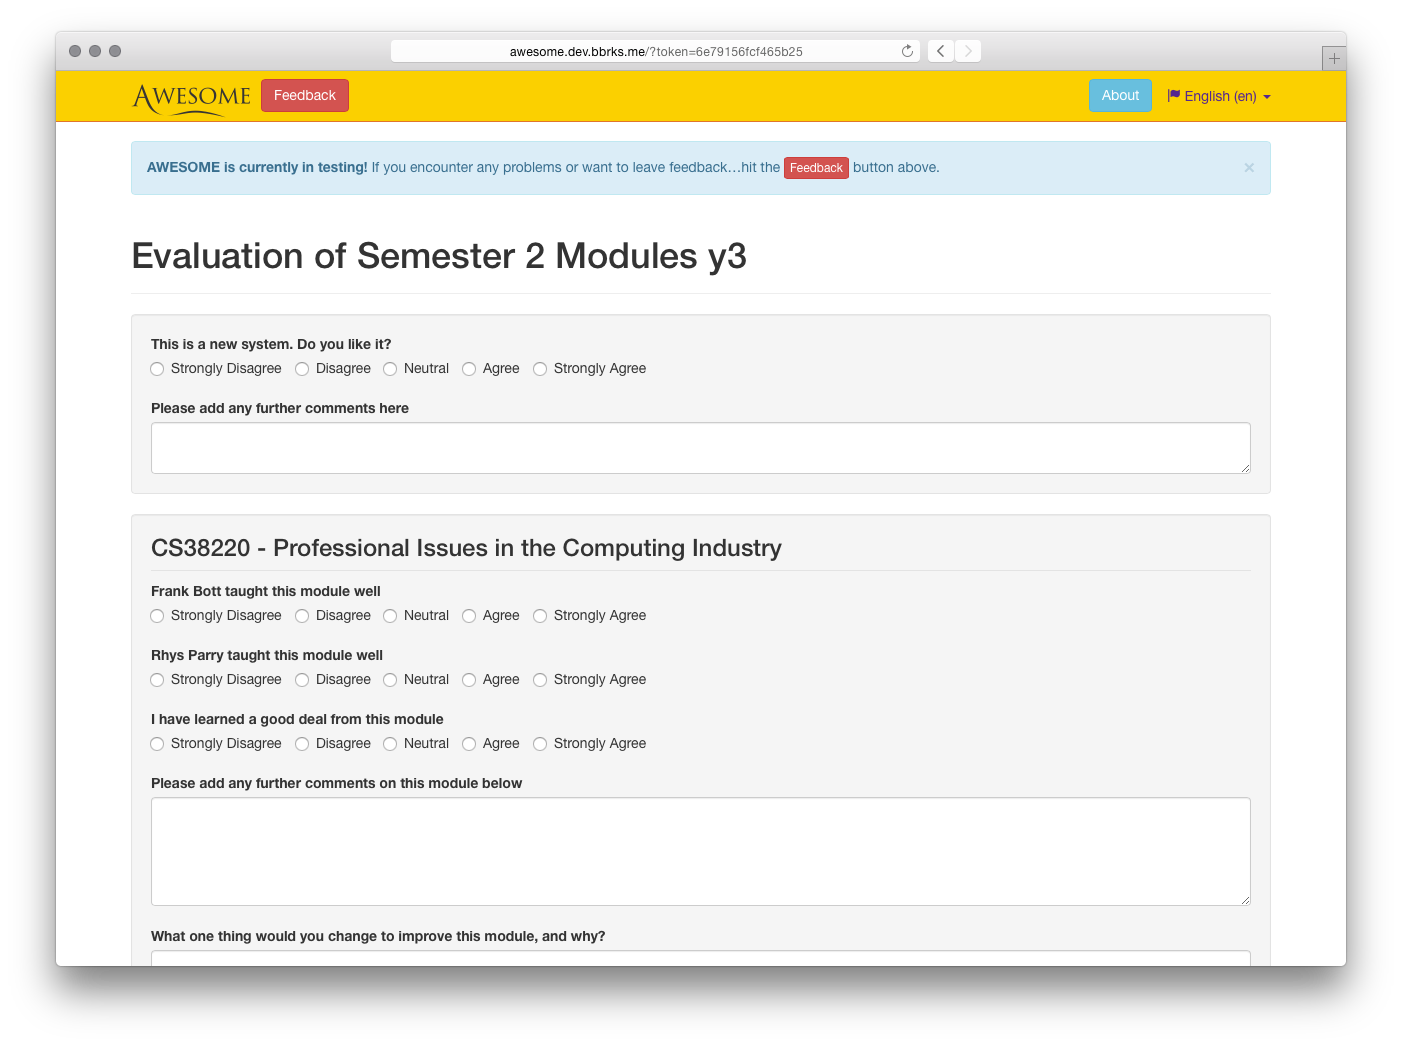 awesome.dev.bbrks.me/?token=6e79156fcf465b25
AWESOME Feedback About English (en)
AWESOME is currently in testing! If you encounter any problems or want to leave feedback...hit the Feedback button above. ×
Evaluation of Semester 2 Modules y3
This is a new system. Do you like it?
Strongly Disagree Disagree Neutral Agree Strongly Agree
Please add any further comments here
CS38220 - Professional Issues in the Computing Industry
Frank Bott taught this module well
Strongly Disagree Disagree Neutral Agree Strongly Agree
Rhys Parry taught this module well
Strongly Disagree Disagree Neutral Agree Strongly Agree
I have learned a good deal from this module
Strongly Disagree Disagree Neutral Agree Strongly Agree
Please add any further comments on this module below
What one thing would you change to improve this module, and why?